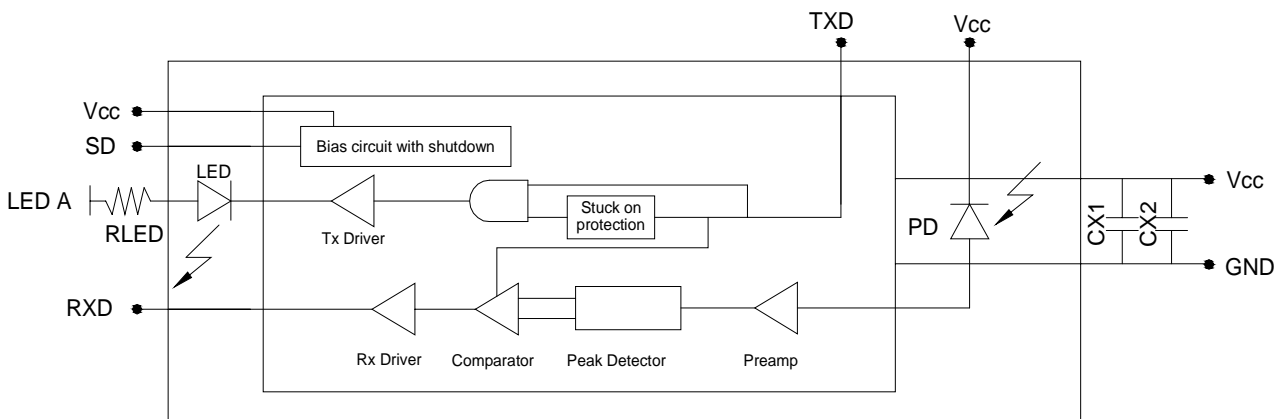 TXD
Vcc
Vcc
SD
Bias circuit with shutdown
LED
LED A
RLED
Tx Driver
Stuck on
protection
PD
CX1
CX2
Vcc
GND
RXD
Rx Driver
Comparator
Peak Detector
Preamp